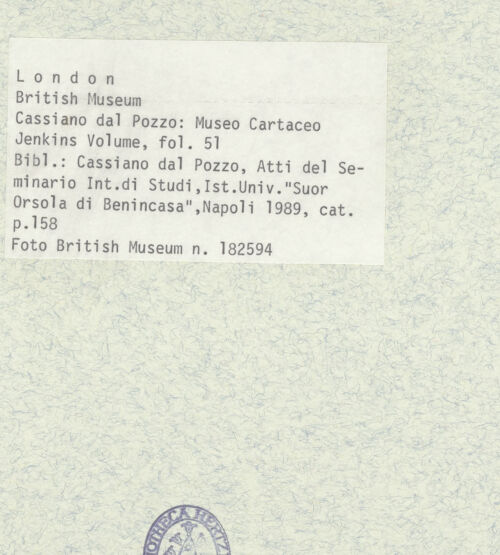 L o n d o n
British Museum
Cassiano dal Pozzo: Museo Cartaceo
Jenkins Volume, fol. 51
Bibl.: Cassiano dal Pozzo, Atti del Se-
minario Int.di Studi,Ist.Univ."Suor
Orsola di Benincasa",Napoli 1989, cat.
p.158
Foto British Museum n. 182594